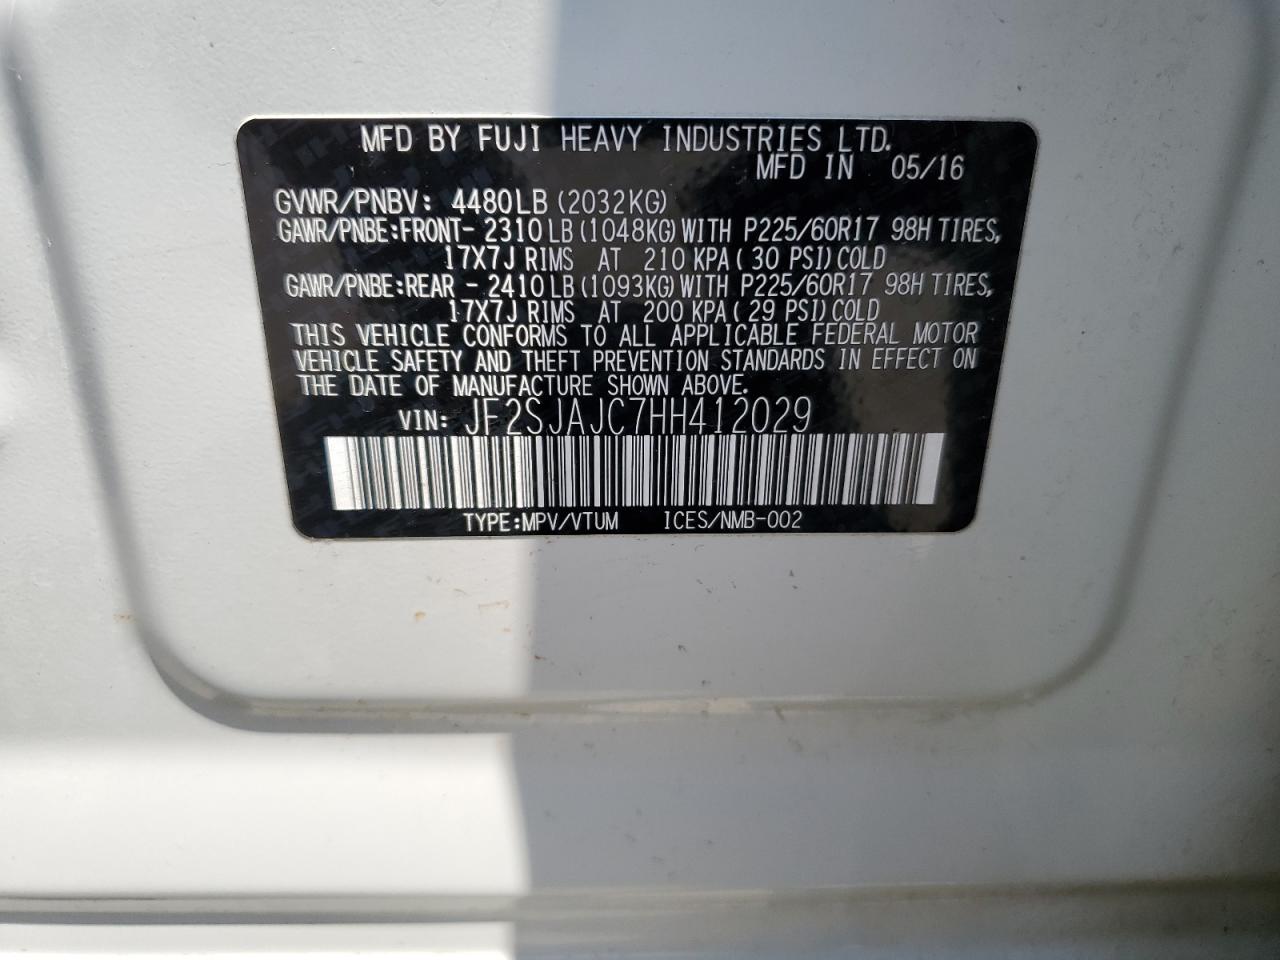 MFD BY FUJI HEAVY INDUSTRIES LTD.
MFD IN 05/16
GVWR/PNBV: 4480LB (2032KG)
GAWR/PNBE:FRONT- 2310LB (1048KG) WITH P225/60R17 98H TIRES,
17X7J RIMS AT 210 KPA( 30 PSI) COLD
GAWR/PNBE:REAR - 2410LB (1093KG) WITH P225/60R17 98H TIRES,
17X7J RIMS AT 200 KPA( 29 PSI) COLD
THIS VEHICLE CONFORMS TO ALL APPLICABLE FEDERAL MOTOR
VEHICLE SAFETY AND THEFT PREVENTION STANDARDS IN EFFECT ON
THE DATE OF MANUFACTURE SHOWN ABOVE.
VIN: JF2SJAJC7HH412029
TYPE:MPV/VTUM ICES/NMB-002